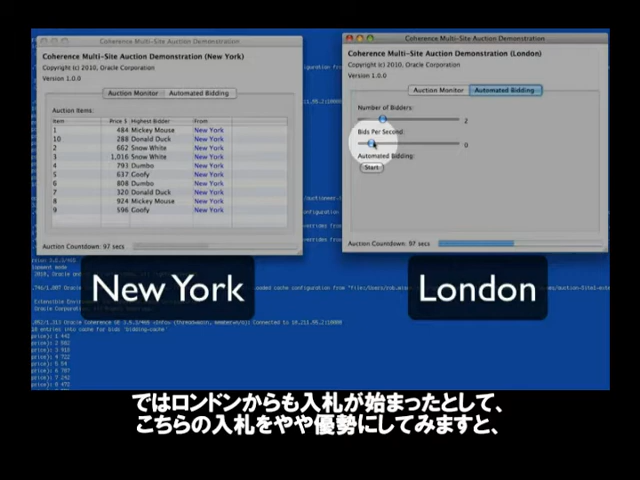 Coherence Multi-Site Auction Demonstration
Coherence Multi-Site Auction Demonstration (New York)
Copyright (c) 2010, Oracle Corporation
Version 1.0.0
Auction Monitor Automated Bidding
Auction Items:
Item Price $ Highest Bidder From
1 484 Mickey Mouse New York
10 288 Donald Duck New York
2 662 Snow White New York
3 1,016 Snow White New York
4 793 Dumbo New York
5 637 Goofy New York
6 808 Dumbo New York
7 320 Donald Duck New York
8 924 Mickey Mouse New York
9 596 Goofy New York
Auction Countdown: 97 secs
Coherence Multi-Site Auction Demonstration
Coherence Multi-Site Auction Demonstration (London)
Copyright (c) 2010, Oracle Corporation
Version 1.0.0
Auction Monitor Automated Bidding
Number of Bidders:
2
Bids Per Second:
0
Automated Bidding:
Start
Auction Countdown: 97 secs
New York
London
ではロンドンからも入札が始まったとして、
こちらの入札をやや優勢にしてみますと、